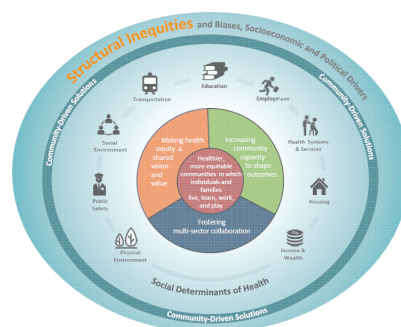 Structural Inequities and Biases, Socioeconomic and Political Drivers
Community-Driven Solutions
Community-Driven Solutions
Education
Transportation
Employment
Social
Environment
Health Systems
& Services
Public
Safety
Housing
Physical
Environment
Income &
Wealth
Making health
equity a
shared
vision and
value
Increasing
community
capacity
to shape
outcomes
Healthier,
more equitable
communities in which
individuals and
families
live, learn, work,
and play
Fostering
multi-sector collaboration
Social Determinants of Health
Community-Driven Solutions